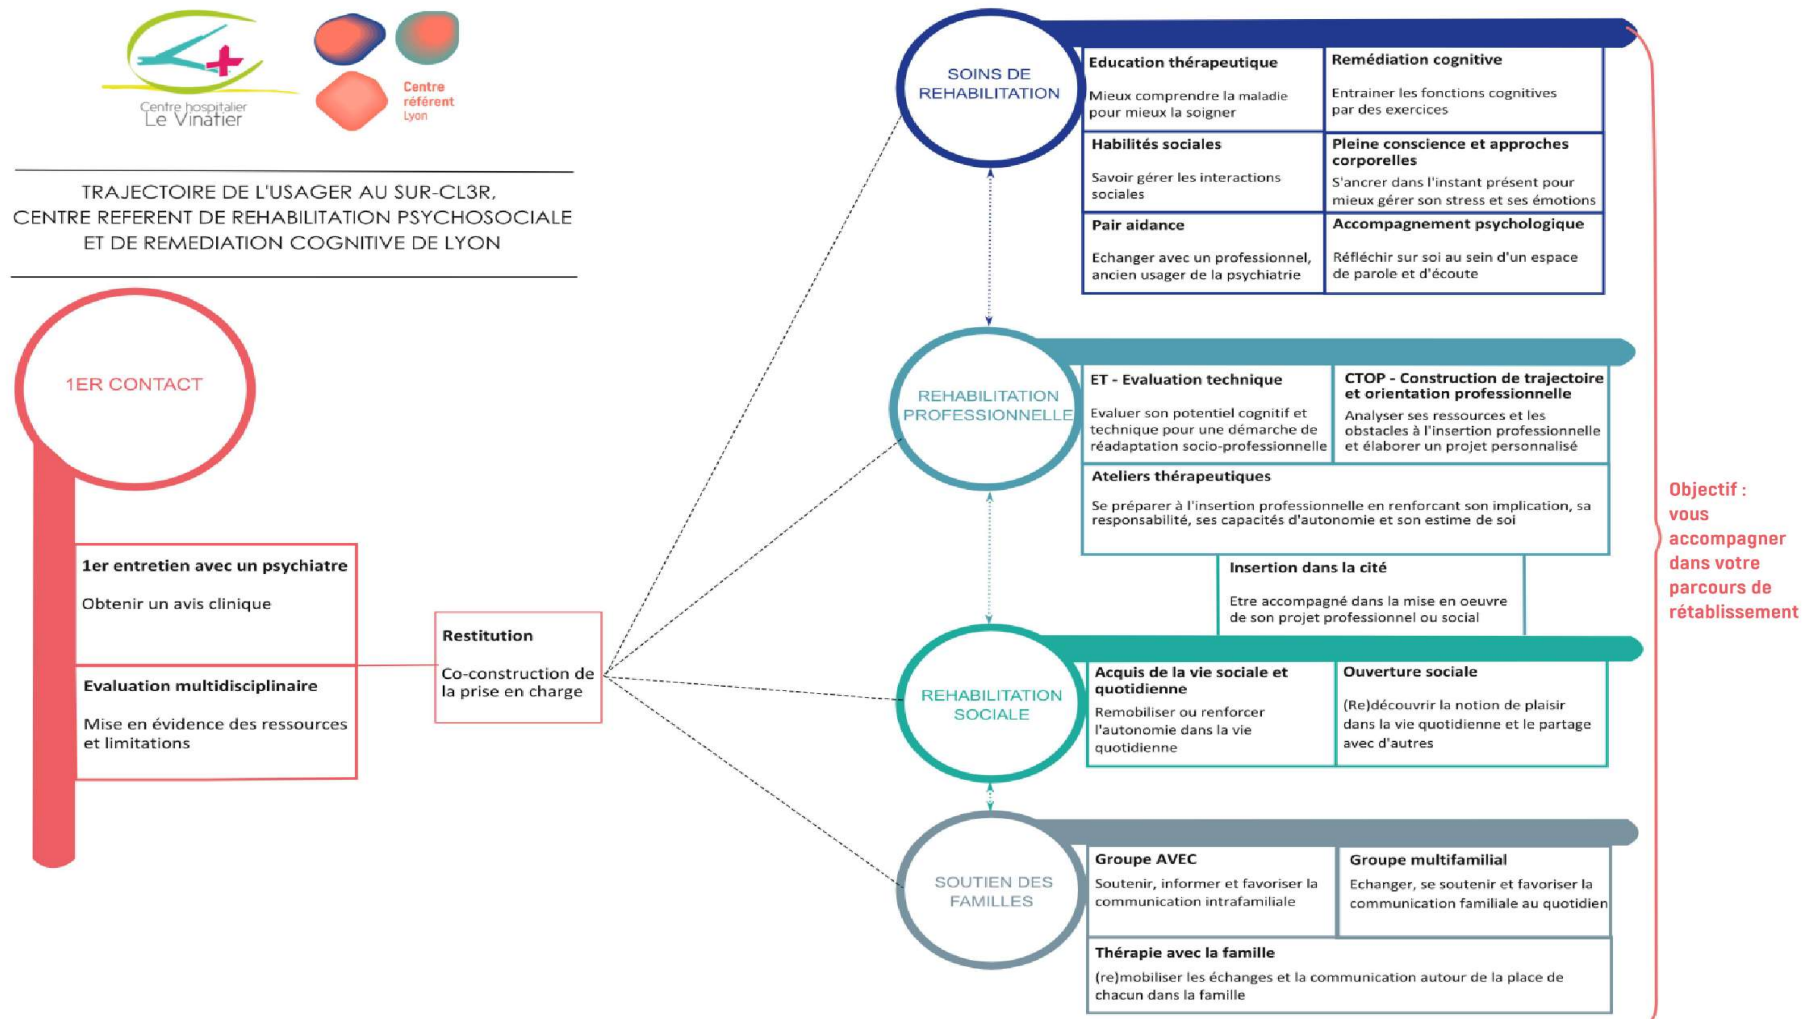 Centre hospitalier
Le Vinatier
Centre
référent
Lyon
TRAJECTOIRE DE L'USAGER AU SUR-CL3R,
CENTRE REFERENT DE REHABILITATION PSYCHOSOCIALE
ET DE REMEDIATION COGNITIVE DE LYON
1ER CONTACT
1er entretien avec un psychiatre
Obtenir un avis clinique
Evaluation multidisciplinaire
Mise en évidence des ressources
et limitations
Restitution
Co-construction de
la prise en charge
SOINS DE
REHABILITATION
Education thérapeutique
Mieux comprendre la maladie
pour mieux la soigner
Remédiation cognitive
Entrainer les fonctions cognitives
par des exercices
Habilités sociales
Savoir gérer les interactions
sociales
Pleine conscience et approches
corporelles
S'ancrer dans l'instant présent pour
mieux gérer son stress et ses émotions
Pair aidance
Echanger avec un professionnel,
ancien usager de la psychiatrie
Accompagnement psychologique
Réfléchir sur soi au sein d'un espace
de parole et d'écoute
REHABILITATION
PROFESSIONNELLE
ET - Evaluation technique
Evaluer son potentiel cognitif et
technique pour une démarche de
réadaptation socio-professionnelle
CTOP - Construction de trajectoire
et orientation professionnelle
Analyser ses ressources et les
obstacles à l'insertion professionnelle
et élaborer un projet personnalisé
Ateliers thérapeutiques
Se préparer à l'insertion professionnelle en renforçant son implication, sa
responsabilité, ses capacités d'autonomie et son estime de soi
Insertion dans la cité
Etre accompagné dans la mise en oeuvre
de son projet professionnel ou social
REHABILITATION
SOCIALE
Acquis de la vie sociale et
quotidienne
Remobiliser ou renforcer
l'autonomie dans la vie
quotidienne
Ouverture sociale
(Re)découvrir la notion de plaisir
dans la vie quotidienne et le partage
avec d'autres
SOUTIEN DES
FAMILLES
Groupe AVEC
Soutenir, informer et favoriser la
communication intrafamiliale
Groupe multifamilial
Echanger, se soutenir et favoriser la
communication familiale au quotidien
Thérapie avec la famille
(re)mobiliser les échanges et la communication autour de la place de
chacun dans la famille
Objectif :
vous
accompagner
dans votre
parcours de
rétablissement